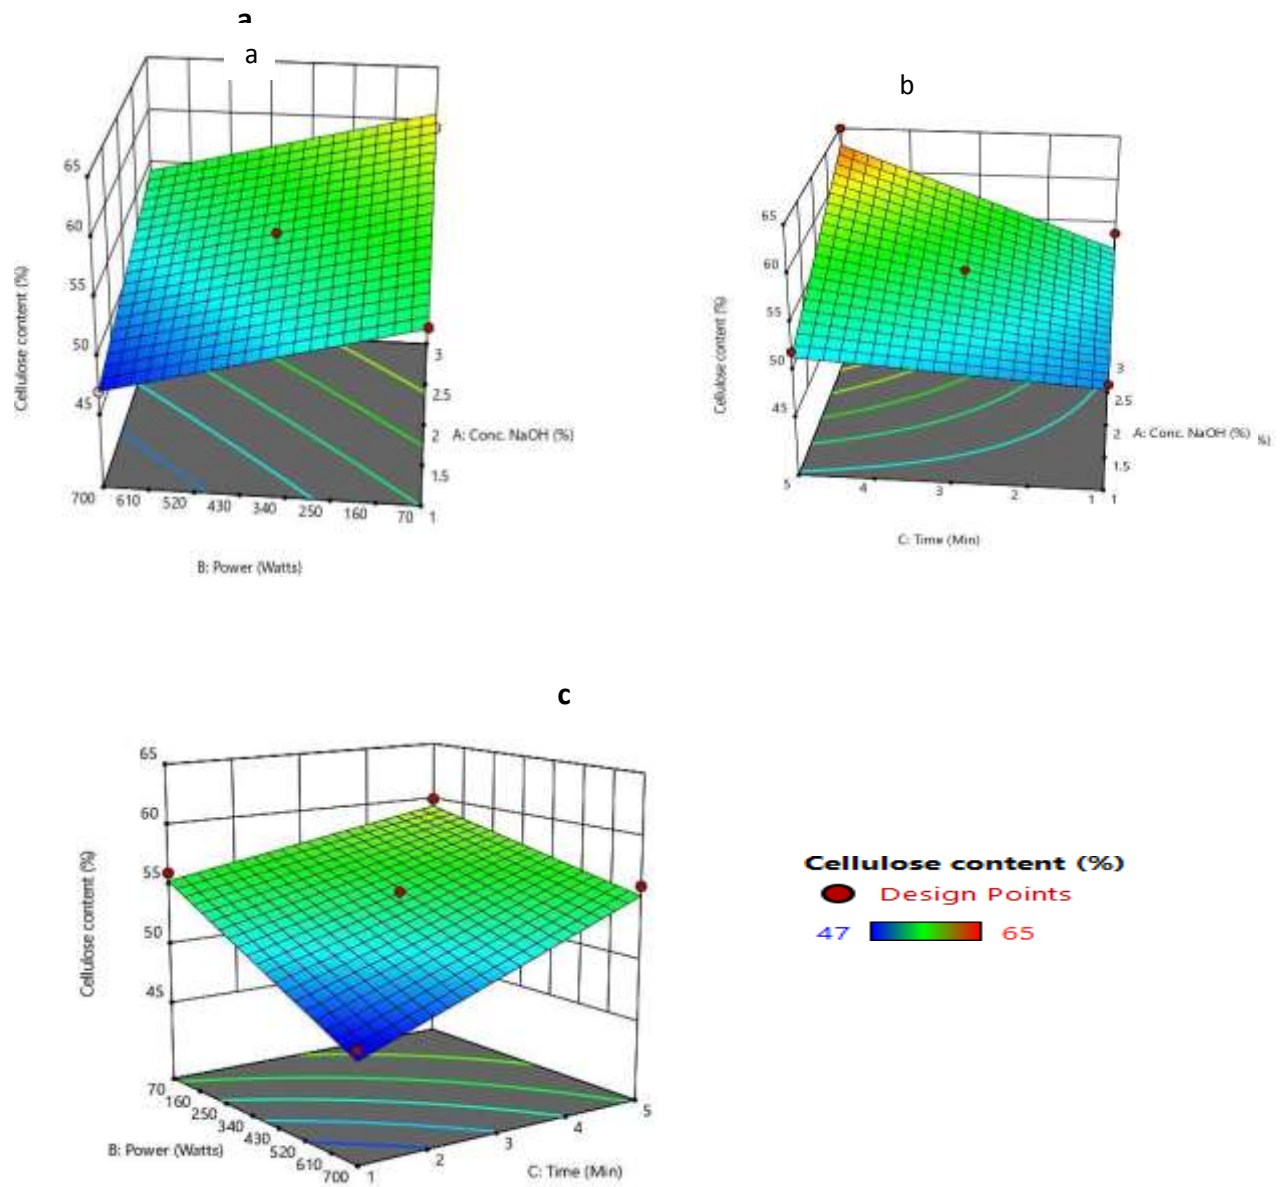 a
a
65
60
55
50
45
Cellulose content (%)
3
2.5
2
1.5
1
A: Conc. NaOH (%)
700 610 520 430 340 250 160 70
B: Power (Watts)
b
65
60
55
50
45
Cellulose content (%)
3
2.5
2
1.5
1
A: Conc. NaOH (%) %)
5 4 3 2 1
C: Time (Min)
c
65
60
55
50
45
Cellulose content (%)
70 160 250 340 430 520 610 700
B: Power (Watts)
1 2 3 4 5
C: Time (Min)
Cellulose content (%)
Design Points
47 65